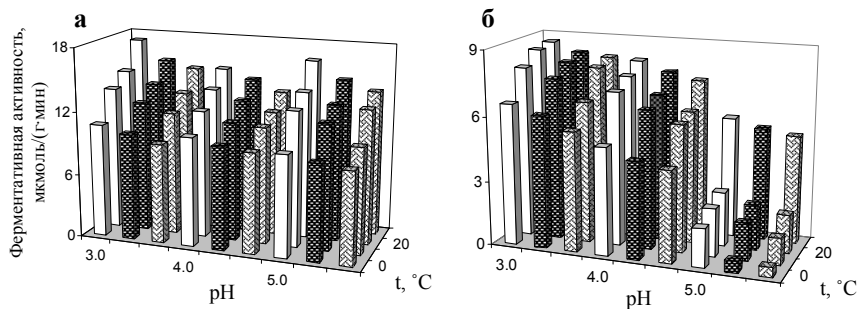 а
б
Ферментативная активность,
мкмоль/(г·мин)
18
12
6
0
3.0
4.0
5.0
pH
0
20
t, ˚C
9
6
3
0
3.0
4.0
5.0
pH
0
20
t, ˚C